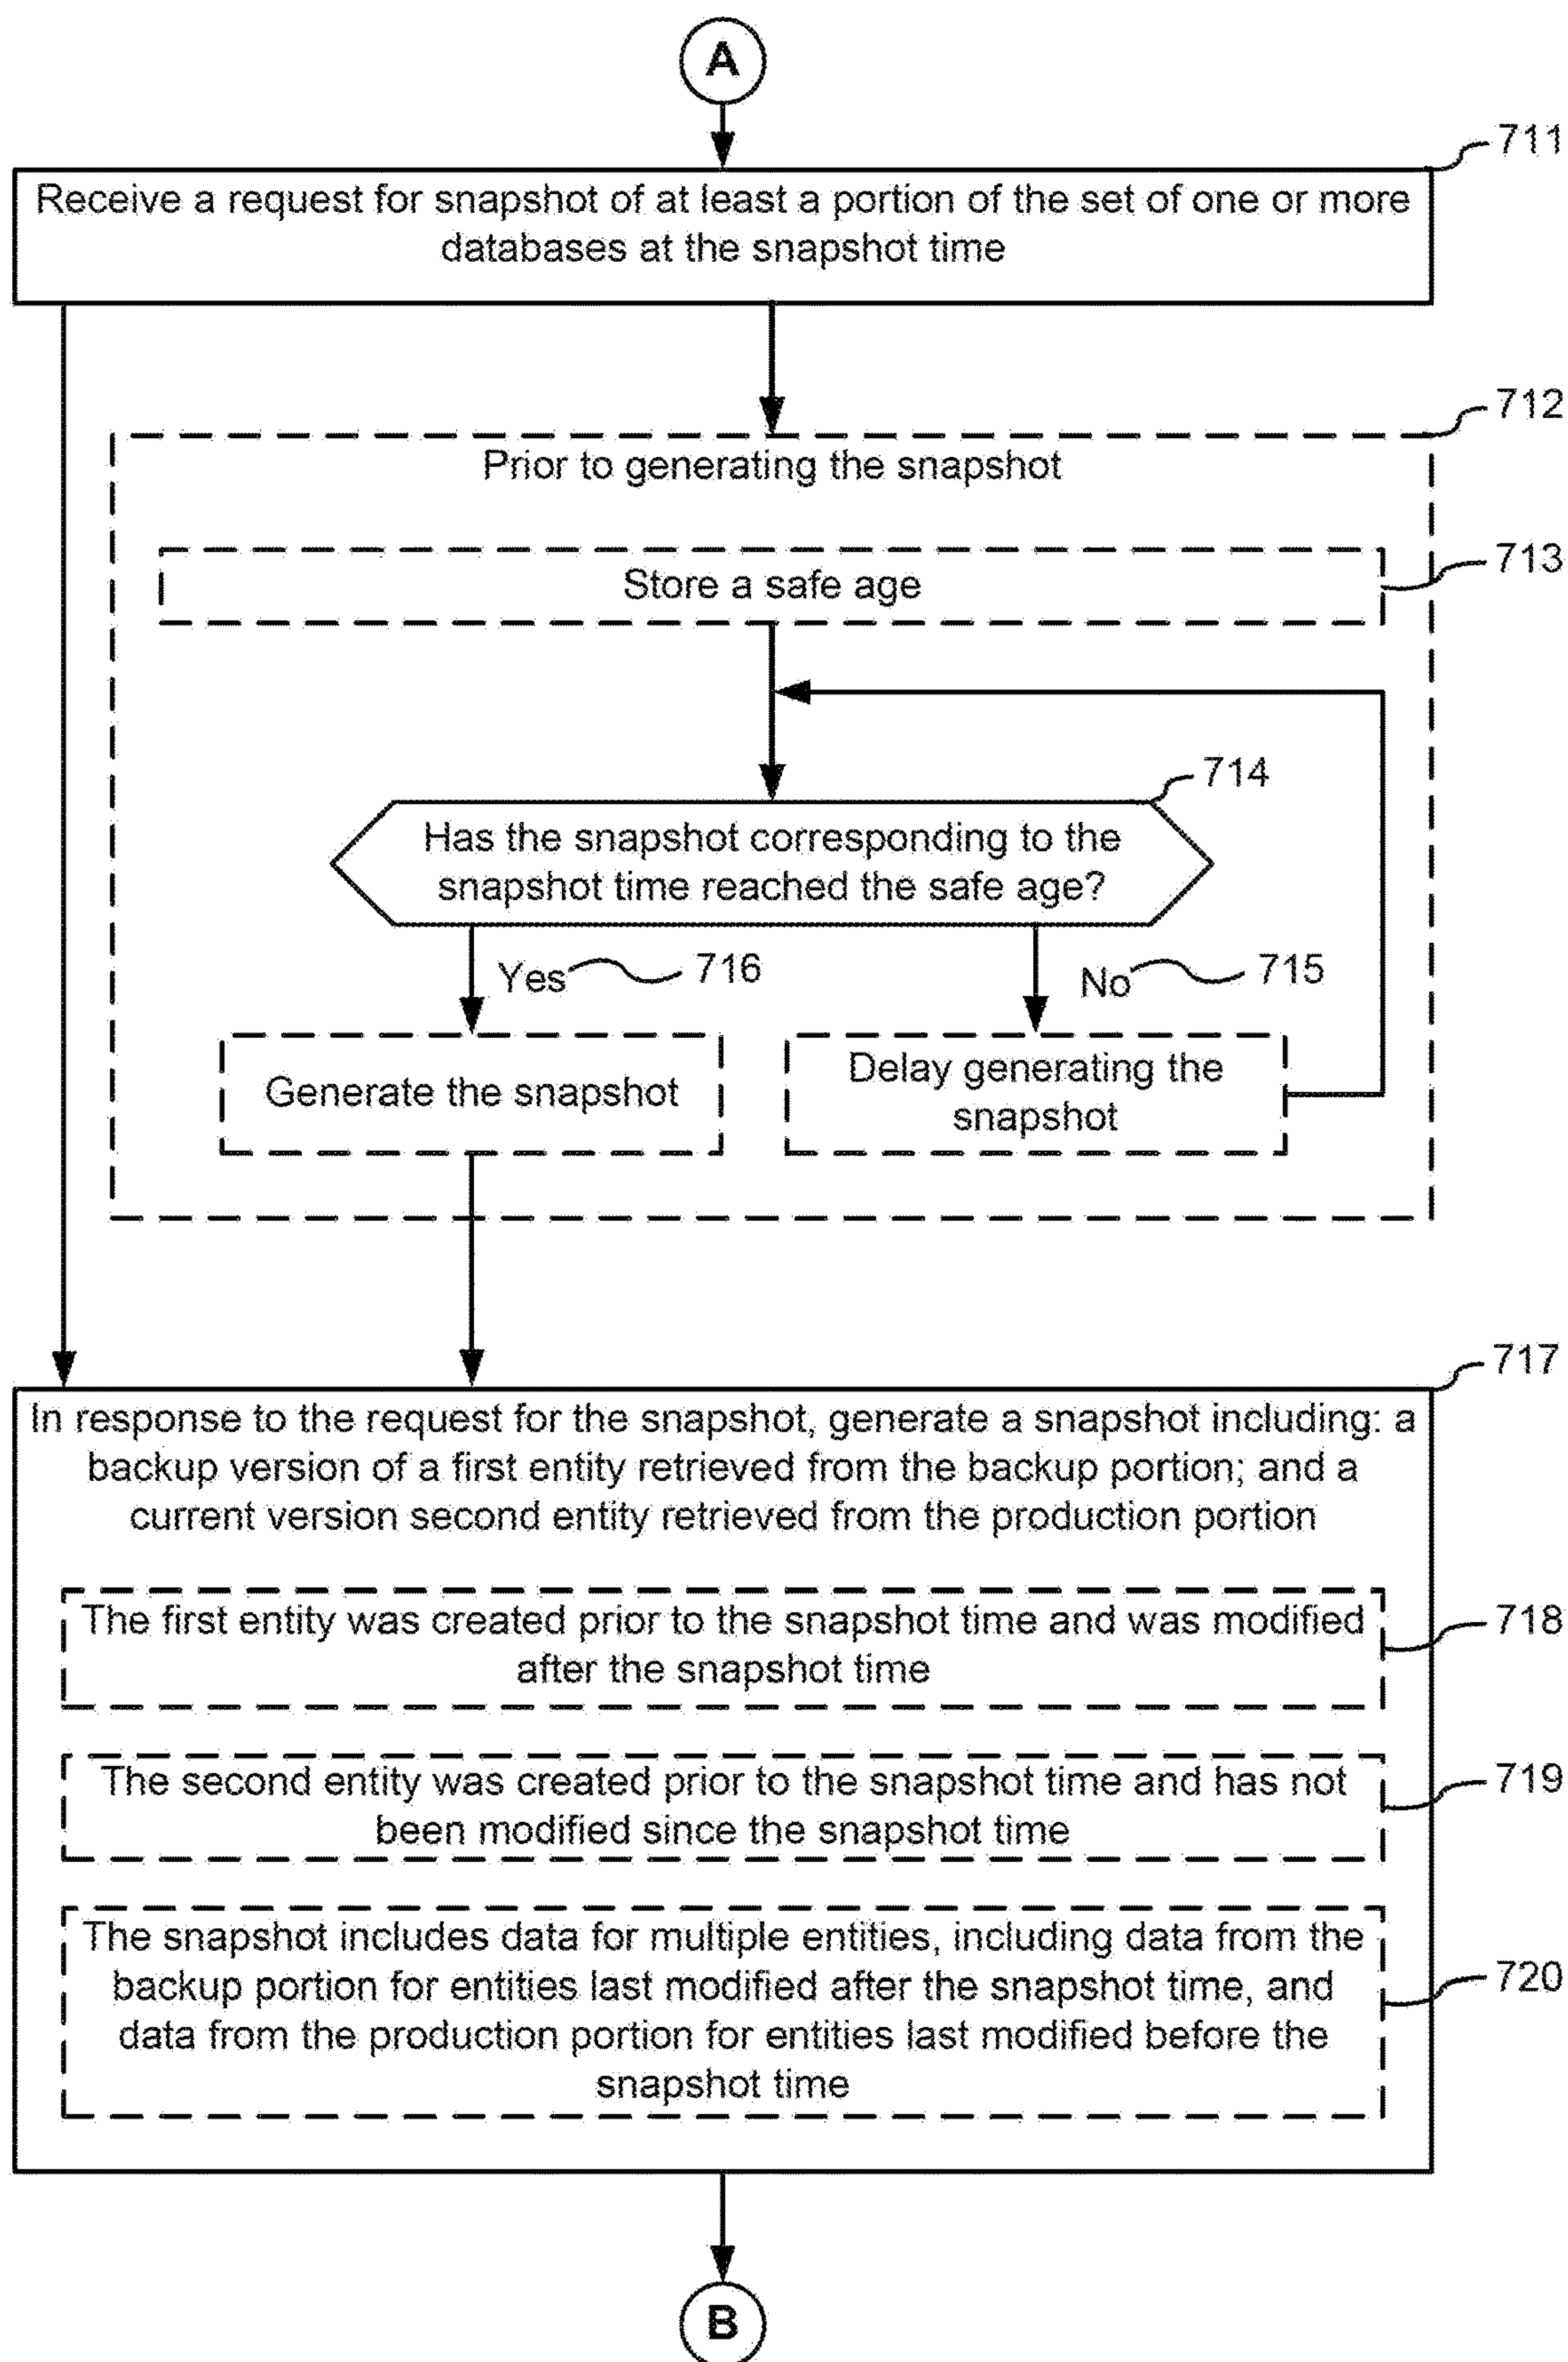 A
711
Receive a request for snapshot of at least a portion of the set of one or more
databases at the snapshot time
712
Prior to generating the snapshot
713
Store a safe age
714
Has the snapshot corresponding to the
snapshot time reached the safe age?
Yes 716
No 715
Generate the snapshot
Delay generating the
snapshot
717
In response to the request for the snapshot, generate a snapshot including: a
backup version of a first entity retrieved from the backup portion; and a
current version second entity retrieved from the production portion
The first entity was created prior to the snapshot time and was modified
after the snapshot time
718
The second entity was created prior to the snapshot time and has not
been modified since the snapshot time
719
The snapshot includes data for multiple entities, including data from the
backup portion for entities last modified after the snapshot time, and
data from the production portion for entities last modified before the
snapshot time
720
B